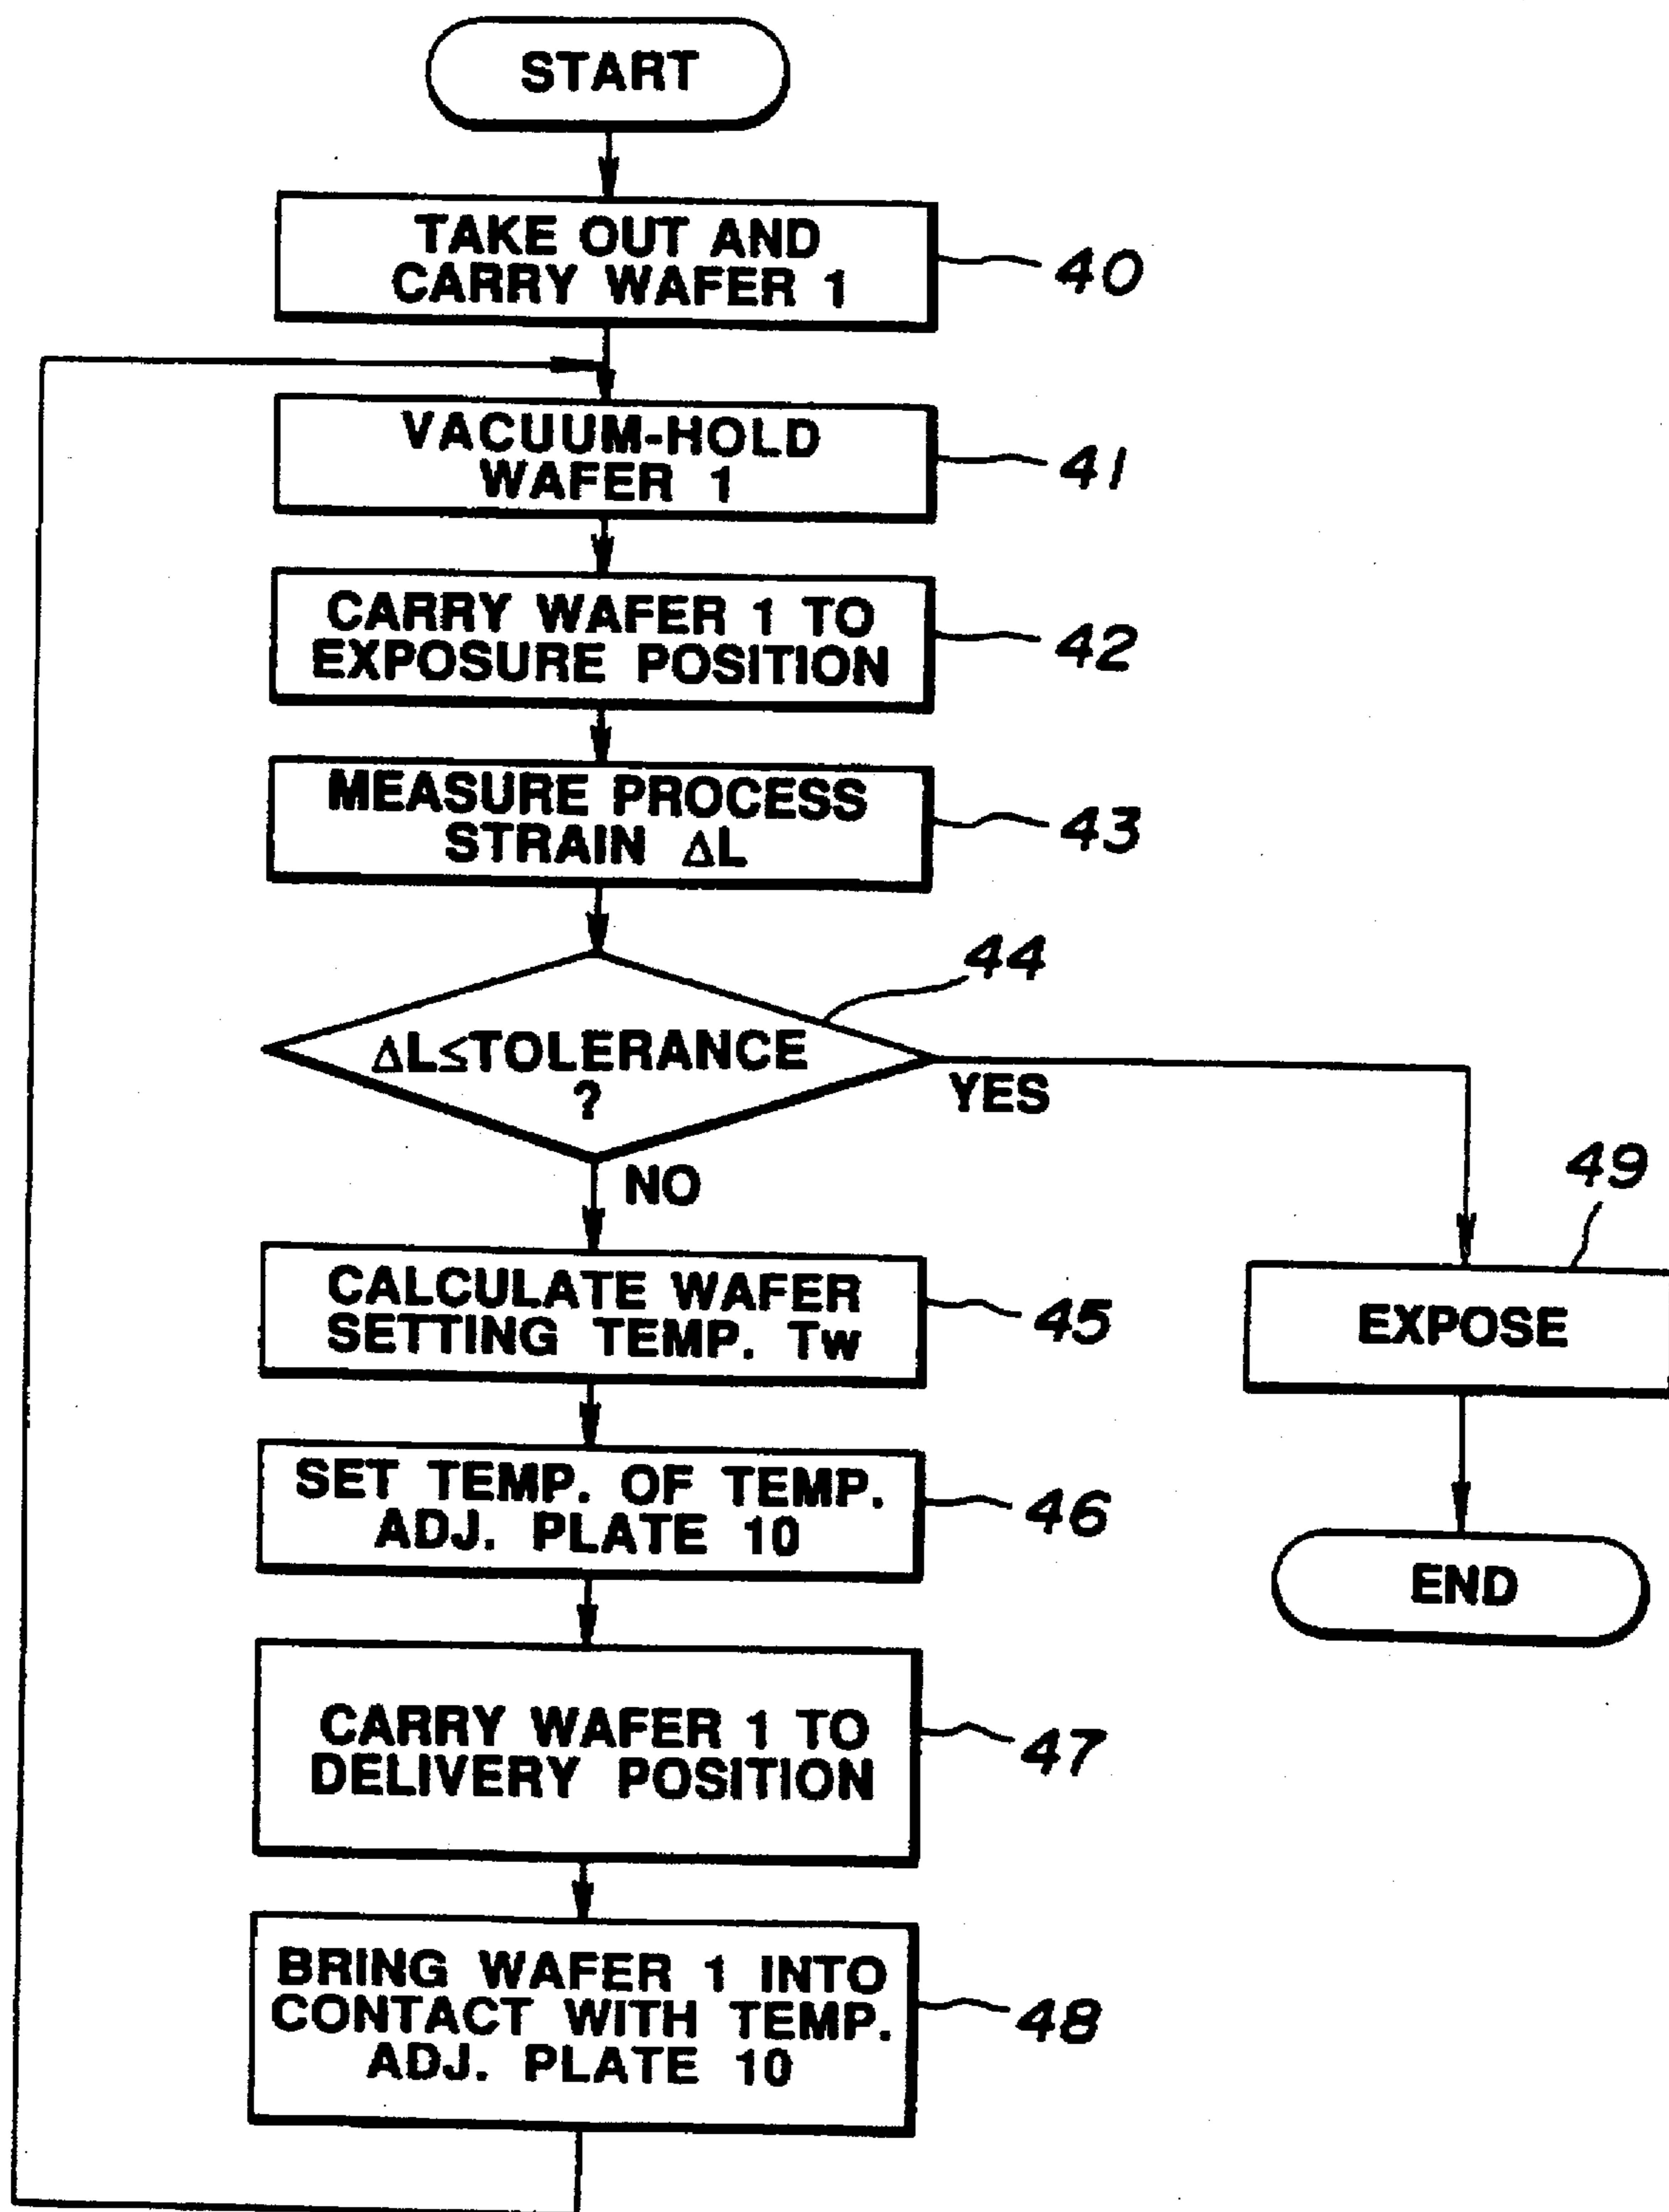 START
TAKE OUT AND
CARRY WAFER 1
40
VACUUM-HOLD
WAFER 1
41
CARRY WAFER 1 TO
EXPOSURE POSITION
42
MEASURE PROCESS
STRAIN ΔL
43
44
ΔL≤TOLERANCE
?
YES
NO
49
CALCULATE WAFER
SETTING TEMP. Tw
45
EXPOSE
SET TEMP. OF TEMP.
ADJ. PLATE 10
46
END
CARRY WAFER 1 TO
DELIVERY POSITION
47
BRING WAFER 1 INTO
CONTACT WITH TEMP.
ADJ. PLATE 10
48